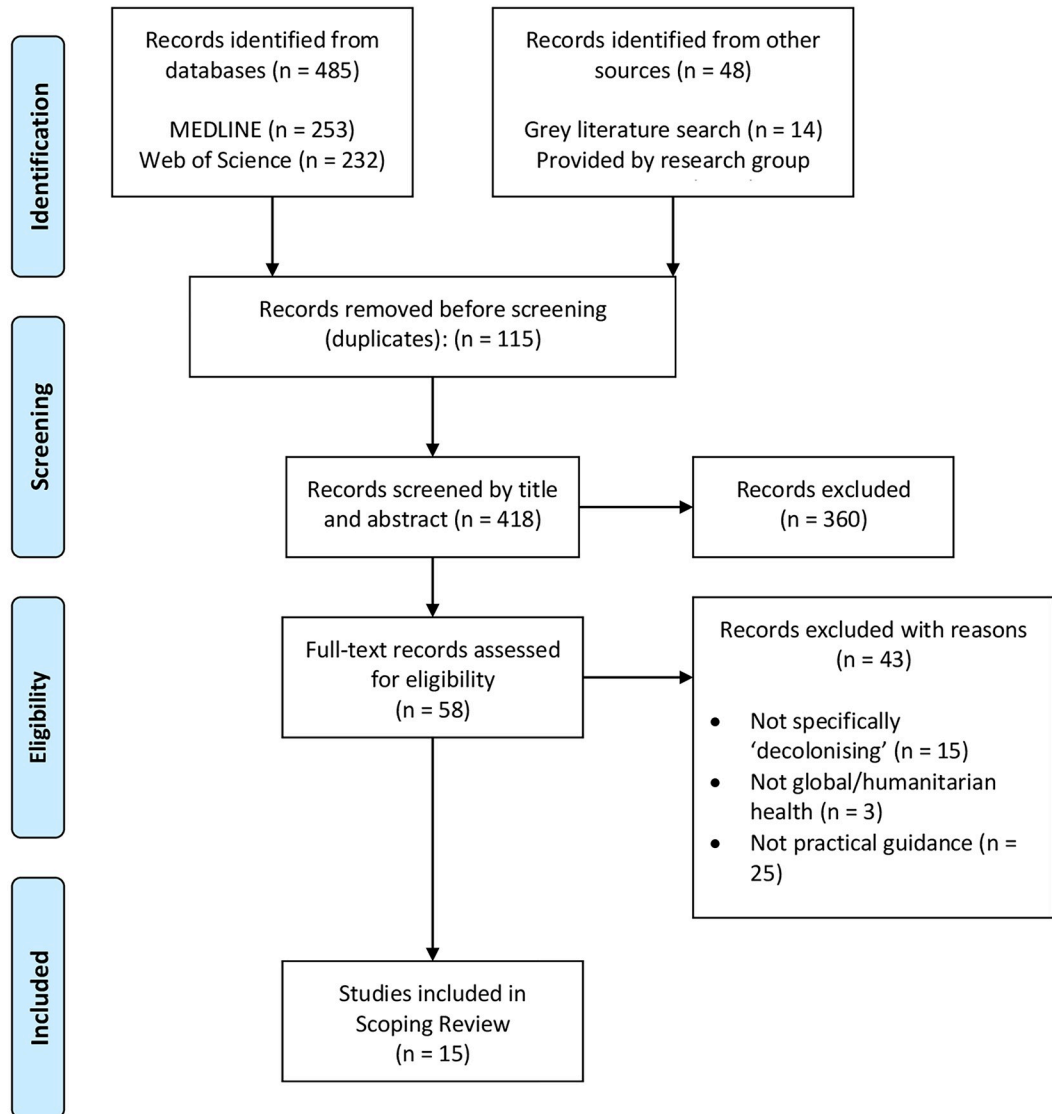 Identification
Records identified from
databases (n = 485)
MEDLINE (n = 253)
Web of Science (n = 232)
Records identified from other
sources (n = 48)
Grey literature search (n = 14)
Provided by research group
Records removed before screening
(duplicates): (n = 115)
Screening
Records screened by title
and abstract (n = 418)
Records excluded
(n = 360)
Eligibility
Full-text records assessed
for eligibility
(n = 58)
Records excluded with reasons
(n = 43)
• Not specifically
‘decolonising’ (n = 15)
• Not global/humanitarian
health (n = 3)
• Not practical guidance (n =
25)
Included
Studies included in
Scoping Review
(n = 15)